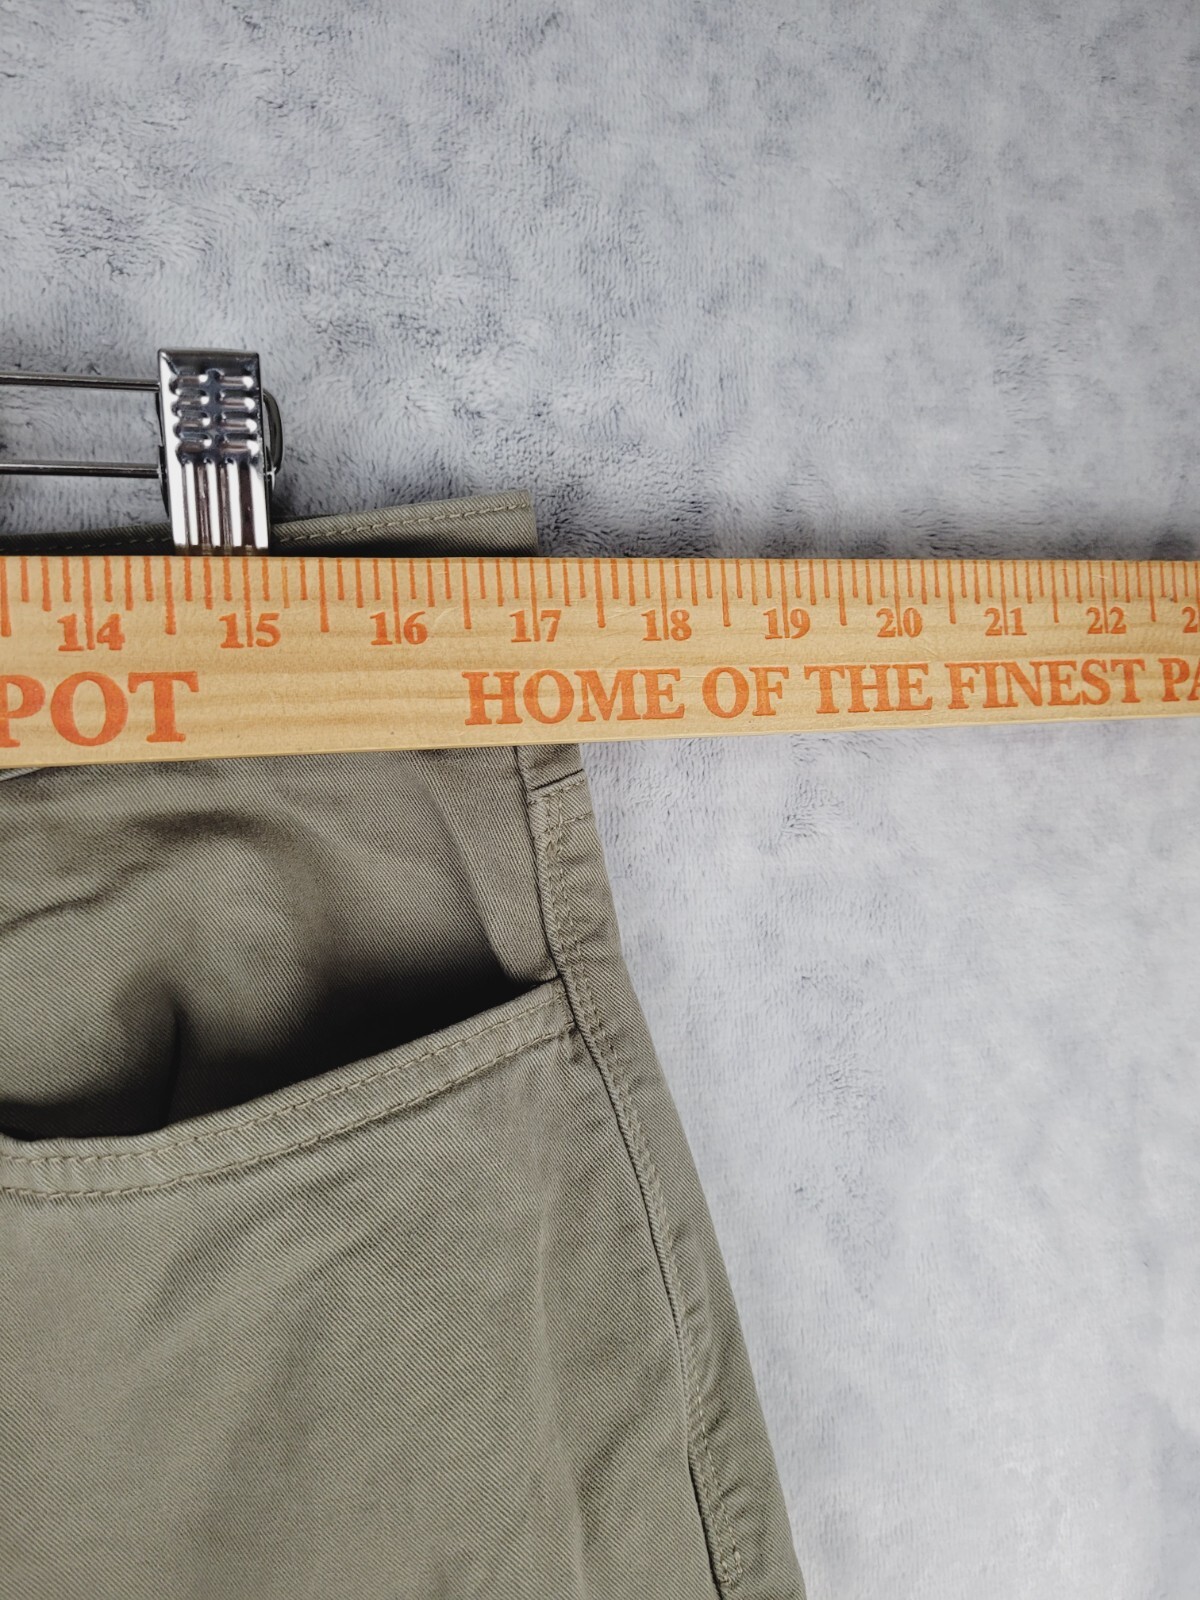 14 15 16 17 18 19 20 21 22
POT HOME OF THE FINEST PA